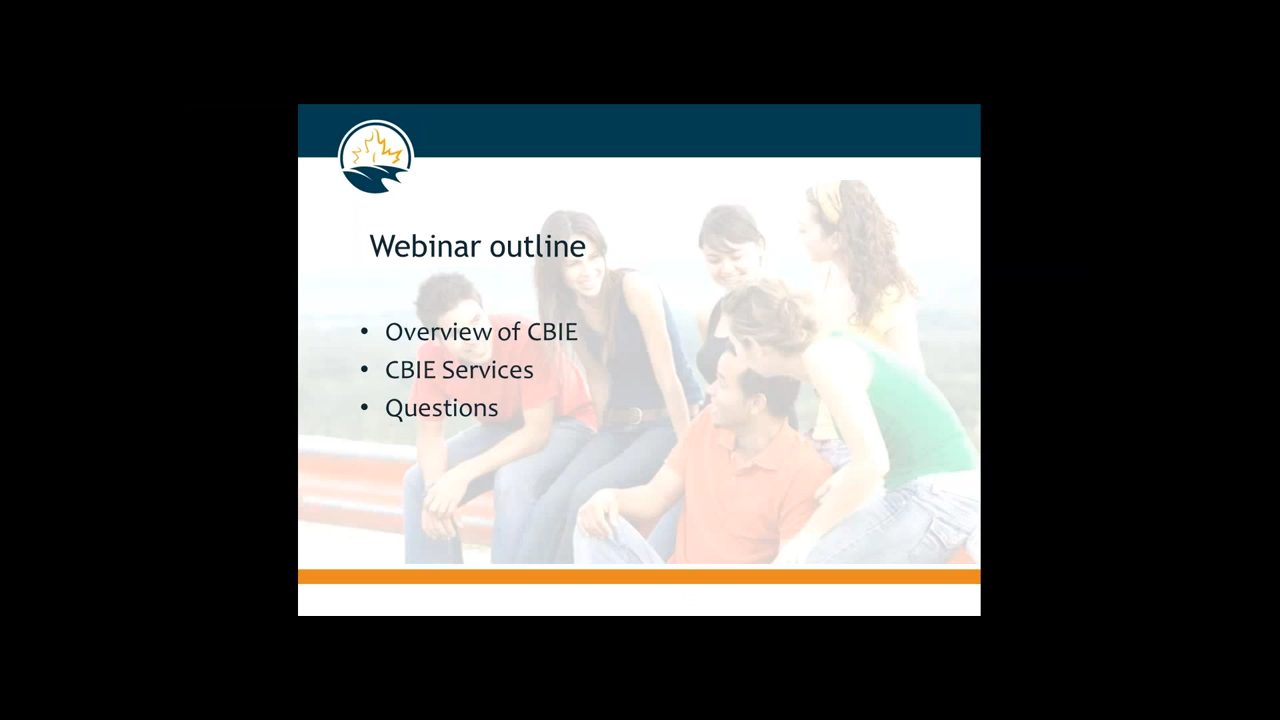 Webinar outline
• Overview of CBIE
• CBIE Services
• Questions